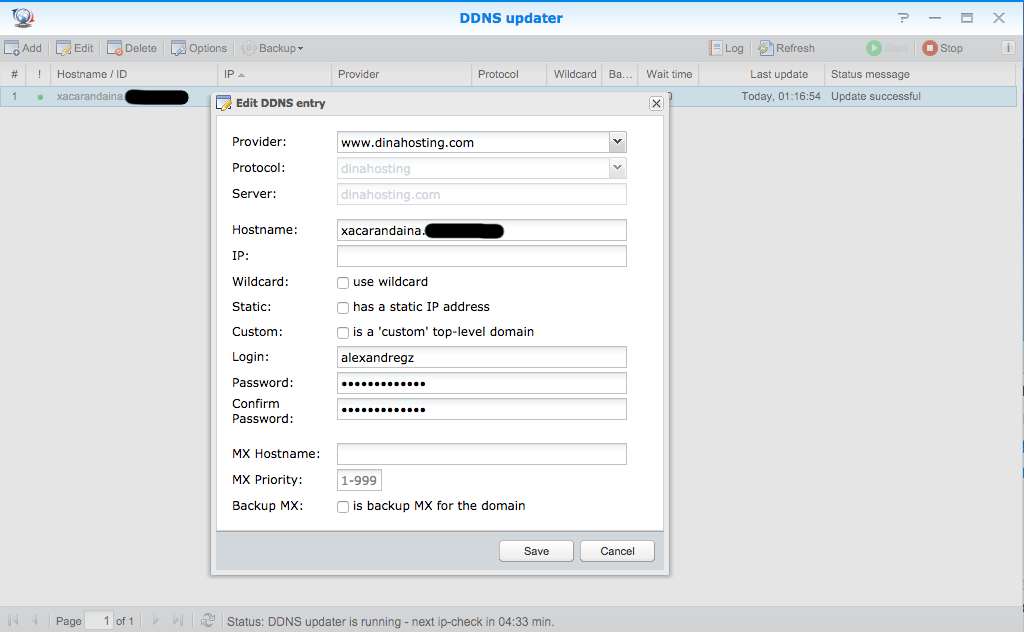 DDNS updater
Add Edit Delete Options Backup Log Refresh Start Stop
# ! Hostname / ID IP Provider Protocol Wildcard Ba... Wait time Last update Status message
1 xacarandaina. 0 Today, 01:16:54 Update successful
Edit DDNS entry
Provider: www.dinahosting.com
Protocol: dinahosting
Server: dinahosting.com
Hostname: xacarandaina.
IP:
Wildcard: use wildcard
Static: has a static IP address
Custom: is a 'custom' top-level domain
Login: alexandregz
Password: •••••••••••••
Confirm
Password: •••••••••••••
MX Hostname:
MX Priority: 1-999
Backup MX: is backup MX for the domain
Save Cancel
Page 1 of 1 Status: DDNS updater is running - next ip-check in 04:33 min.